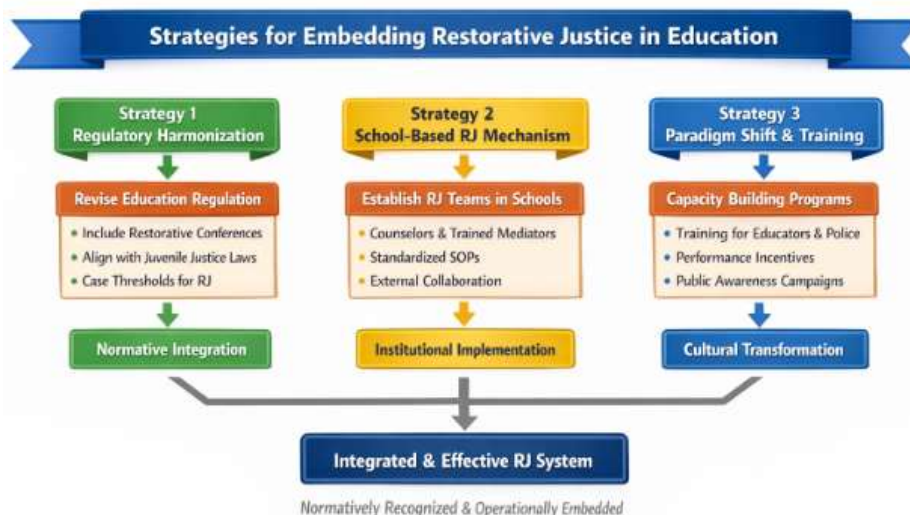 Strategies for Embedding Restorative Justice in Education
Strategy 1
Regulatory Harmonization
Revise Education Regulation
• Include Restorative Conferences
• Align with Juvenile Justice Laws
• Case Thresholds for RJ
Normative Integration
Strategy 2
School-Based RJ Mechanism
Establish RJ Teams in Schools
• Counselors & Trained Mediators
• Standardized SOPs
• External Collaboration
Institutional Implementation
Strategy 3
Paradigm Shift & Training
Capacity Building Programs
• Training for Educators & Police
• Performance Incentives
• Public Awareness Campaigns
Cultural Transformation
Integrated & Effective RJ System
Normatively Recognized & Operationally Embedded